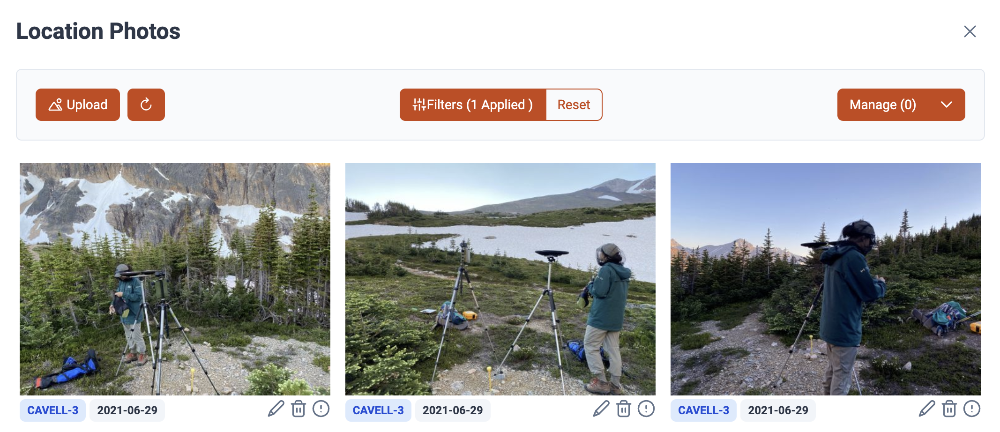 Location Photos
Upload
Filters (1 Applied )
Reset
Manage (0)
CAVELL-3 2021-06-29
CAVELL-3 2021-06-29
CAVELL-3 2021-06-29